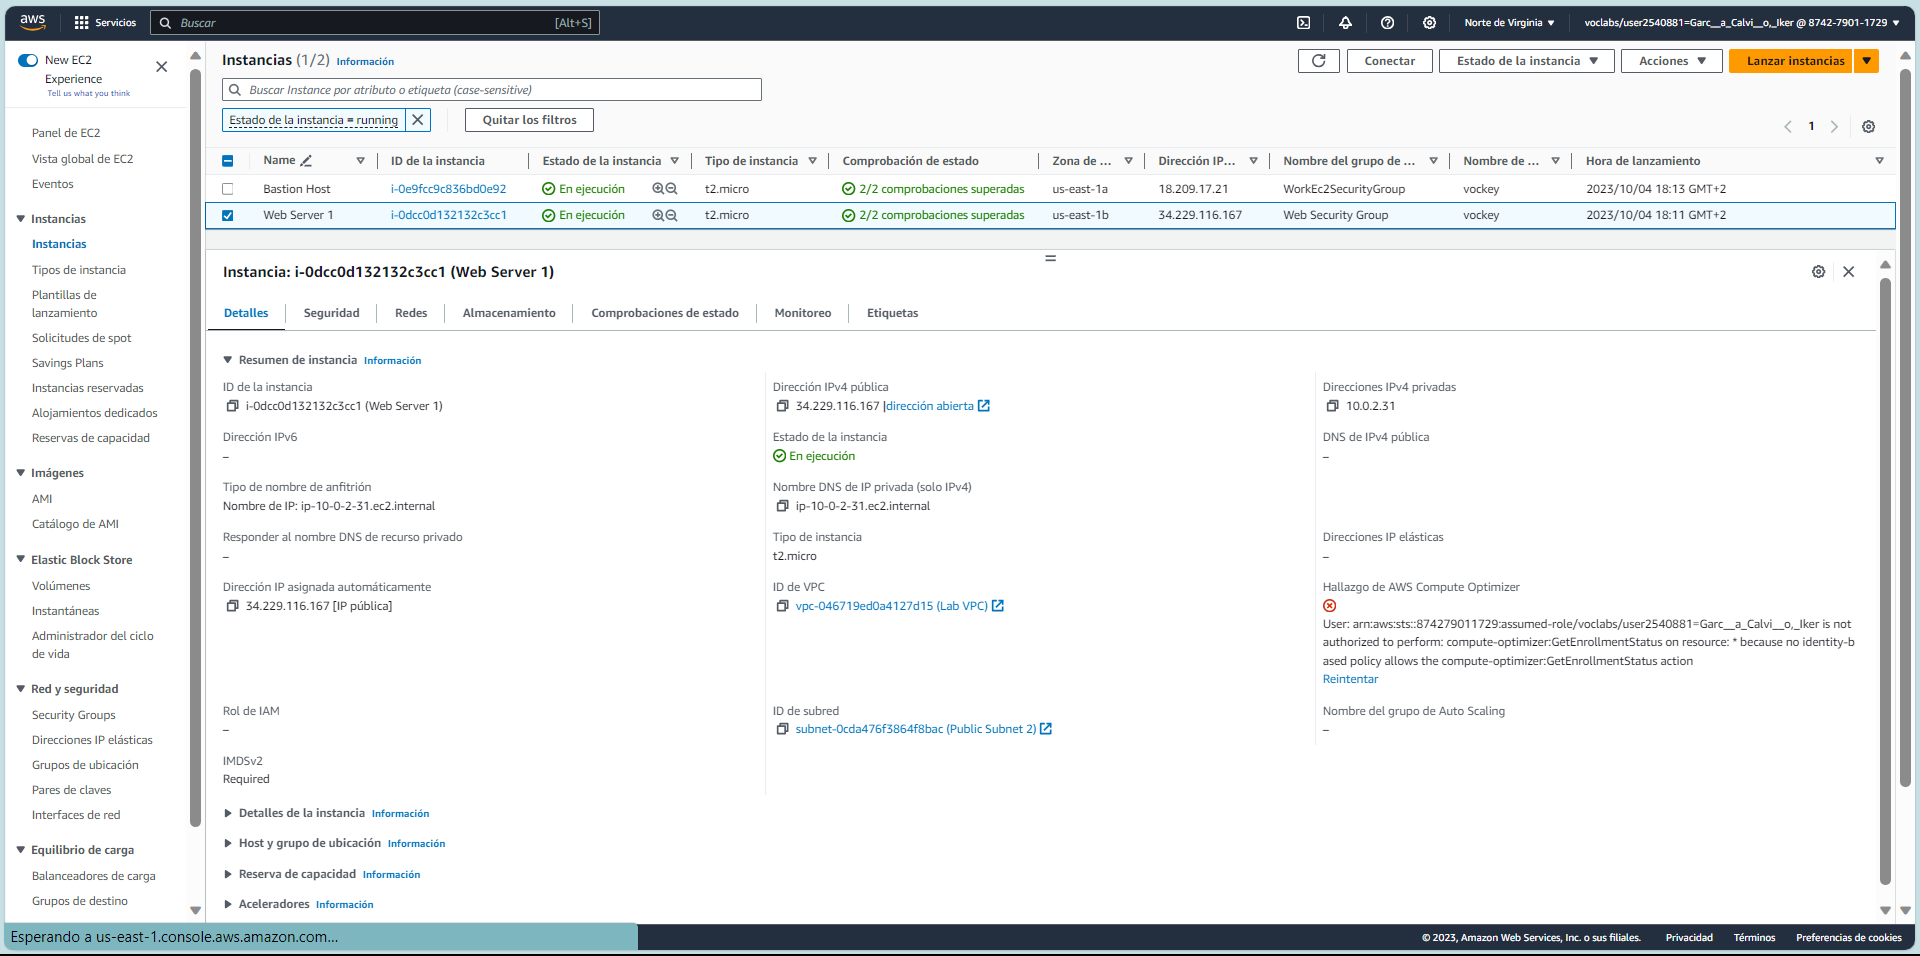 aws Servicios Buscar [Alt+S] Norte de Virginia voclabs/user2540881=Garc__a_Calvi__o,_Iker @ 8742-7901-1729
New EC2
Experience
Tell us what you think
Panel de EC2
Vista global de EC2
Eventos
Instancias
Instancias
Tipos de instancia
Plantillas de
lanzamiento
Solicitudes de spot
Savings Plans
Instancias reservadas
Alojamientos dedicados
Reservas de capacidad
Imágenes
AMI
Catálogo de AMI
Elastic Block Store
Volúmenes
Instantáneas
Administrador del ciclo
de vida
Red y seguridad
Security Groups
Direcciones IP elásticas
Grupos de ubicación
Pares de claves
Interfaces de red
Equilibrio de carga
Balanceadores de carga
Grupos de destino
Instancias (1/2) Información
Conectar Estado de la instancia Acciones Lanzar instancias
Buscar Instance por atributo o etiqueta (case-sensitive)
Estado de la instancia = running Quitar los filtros
1
Name ID de la instancia Estado de la instancia Tipo de instancia Comprobación de estado Zona de ... Dirección IP... Nombre del grupo de ... Nombre de ... Hora de lanzamiento
Bastion Host i-0e9fcc9c836bd0e92 En ejecución t2.micro 2/2 comprobaciones superadas us-east-1a 18.209.17.21 WorkEc2SecurityGroup vockey 2023/10/04 18:13 GMT+2
Web Server 1 i-0dcc0d132132c3cc1 En ejecución t2.micro 2/2 comprobaciones superadas us-east-1b 34.229.116.167 Web Security Group vockey 2023/10/04 18:11 GMT+2
Instancia: i-0dcc0d132132c3cc1 (Web Server 1)
Detalles Seguridad Redes Almacenamiento Comprobaciones de estado Monitoreo Etiquetas
Resumen de instancia Información
ID de la instancia
i-0dcc0d132132c3cc1 (Web Server 1)
Dirección IPv4 pública
34.229.116.167 |dirección abierta
Direcciones IPv4 privadas
10.0.2.31
Dirección IPv6
–
Estado de la instancia
En ejecución
DNS de IPv4 pública
–
Tipo de nombre de anfitrión
Nombre de IP: ip-10-0-2-31.ec2.internal
Nombre DNS de IP privada (solo IPv4)
ip-10-0-2-31.ec2.internal
Responder al nombre DNS de recurso privado
–
Tipo de instancia
t2.micro
Direcciones IP elásticas
–
Dirección IP asignada automáticamente
34.229.116.167 [IP pública]
ID de VPC
vpc-046719ed0a4127d15 (Lab VPC)
Hallazgo de AWS Compute Optimizer
User: arn:aws:sts::874279011729:assumed-role/voclabs/user2540881=Garc__a_Calvi__o,_Iker is not
authorized to perform: compute-optimizer:GetEnrollmentStatus on resource: * because no identity-b
ased policy allows the compute-optimizer:GetEnrollmentStatus action
Reintentar
Rol de IAM
–
ID de subred
subnet-0cda476f3864f8bac (Public Subnet 2)
Nombre del grupo de Auto Scaling
–
IMDSv2
Required
Detalles de la instancia Información
Host y grupo de ubicación Información
Reserva de capacidad Información
Aceleradores Información
Esperando a us-east-1.console.aws.amazon.com...
© 2023, Amazon Web Services, Inc. o sus filiales. Privacidad Términos Preferencias de cookies